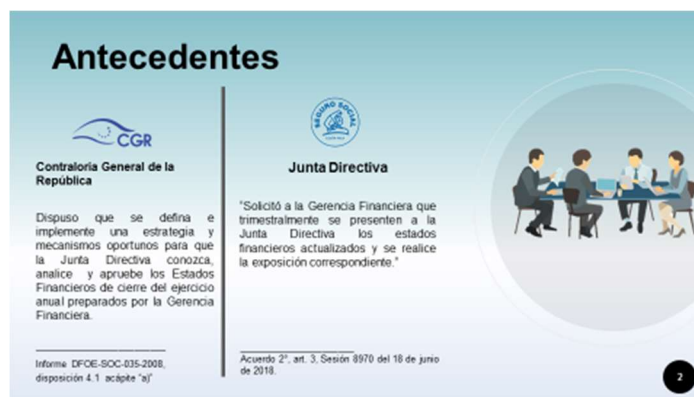 Antecedentes
CGR
Contraloría General de la
República
Dispuso que se defina e
implemente una estrategia y
mecanismos oportunos para que
la Junta Directiva conozca,
analice y apruebe los Estados
Financieros de cierre del ejercicio
anual preparados por la Gerencia
Financiera.
Informe DFOE-SOC-035-2008,
disposición 4.1 acápite "a)"
SEGURO SOCIAL
Junta Directiva
"Solicitó a la Gerencia Financiera que
trimestralmente se presenten a la
Junta Directiva los estados
financieros actualizados y se realice
la exposición correspondiente."
Acuerdo 2°, art. 3, Sesión 8970 del 18 de junio
de 2018.
2